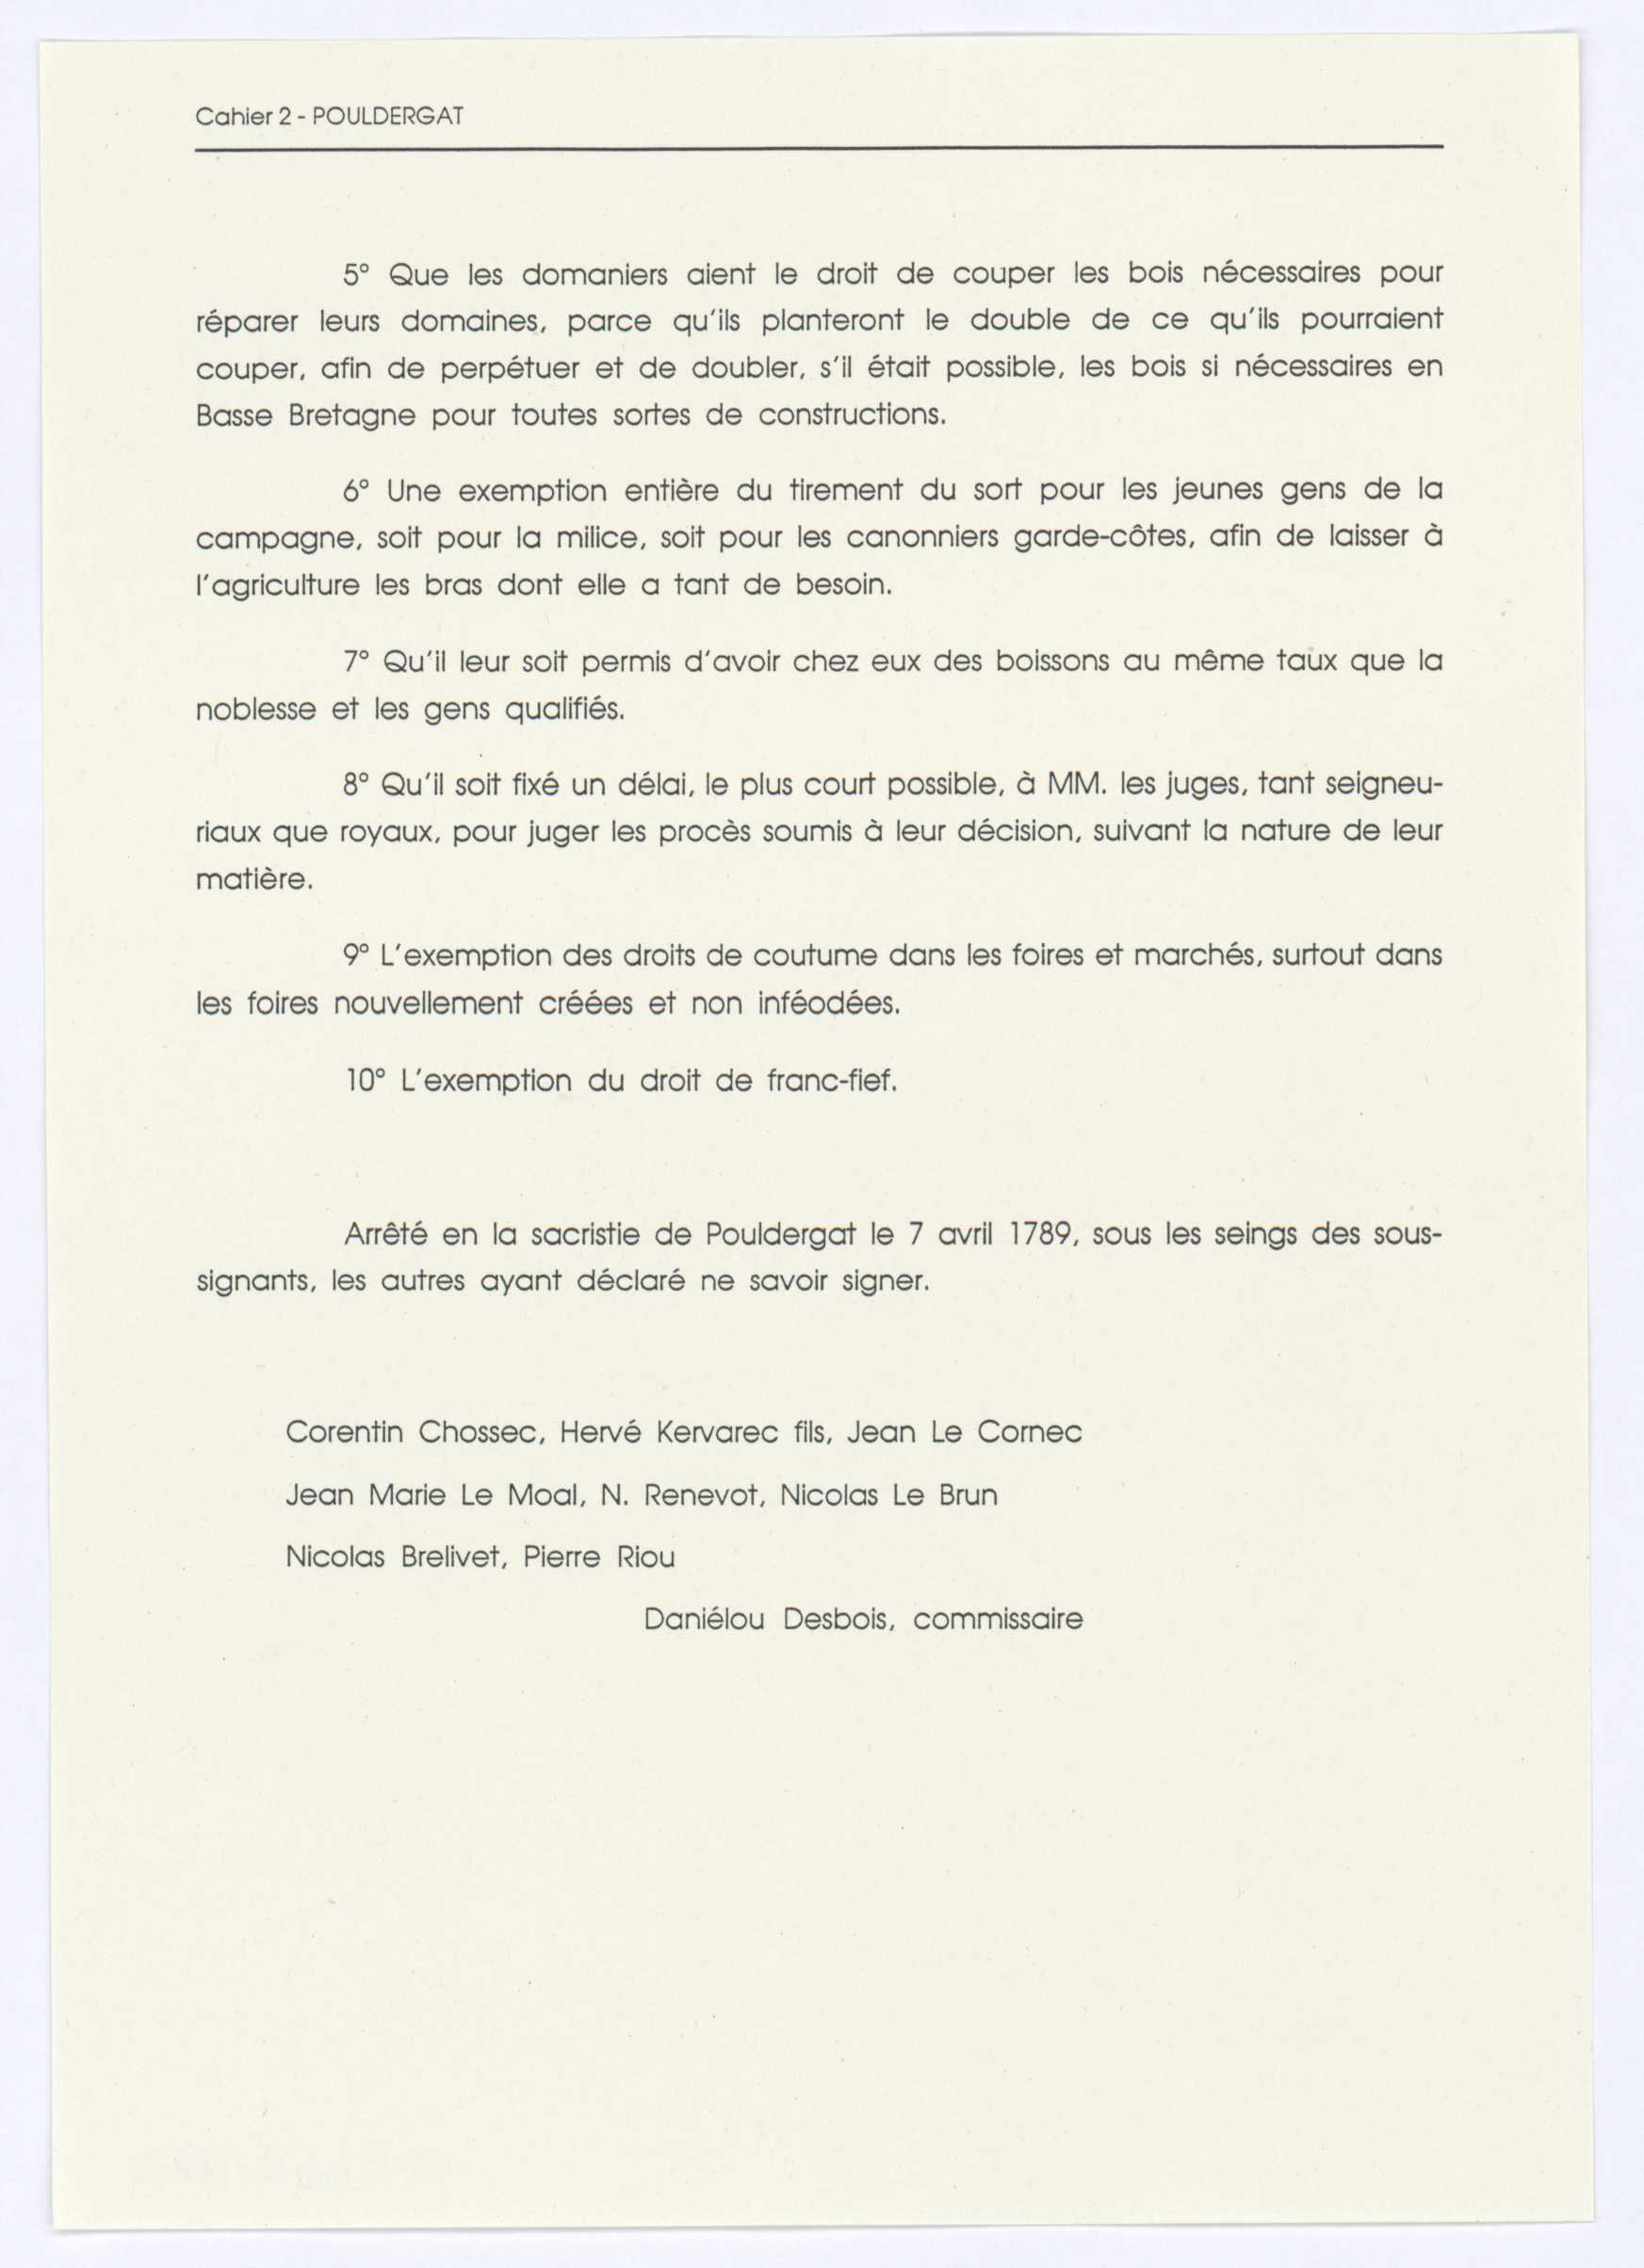 Cahier 2 - POULDERGAT
5° Que les domaniers aient le droit de couper les bois nécessaires pour
réparer leurs domaines, parce qu'ils planteront le double de ce qu'ils pourraient
couper, afin de perpétuer et de doubler, s'il était possible, les bois si nécessaires en
Basse Bretagne pour toutes sortes de constructions.
6° Une exemption entière du tirement du sort pour les jeunes gens de la
campagne, soit pour la milice, soit pour les canonniers garde-côtes, afin de laisser à
l'agriculture les bras dont elle a tant de besoin.
7° Qu'il leur soit permis d'avoir chez eux des boissons au même taux que la
noblesse et les gens qualifiés.
8° Qu'il soit fixé un délai, le plus court possible, à MM. les juges, tant seigneu-
riaux que royaux, pour juger les procès soumis à leur décision, suivant la nature de leur
matière.
9° L'exemption des droits de coutume dans les foires et marchés, surtout dans
les foires nouvellement créées et non inféodées.
10° L'exemption du droit de franc-fief.
Arrêté en la sacristie de Pouldergat le 7 avril 1789, sous les seings des sous-
signants, les autres ayant déclaré ne savoir signer.
Corentin Chossec, Hervé Kervarec fils, Jean Le Cornec
Jean Marie Le Moal, N. Renevot, Nicolas Le Brun
Nicolas Brelivet, Pierre Riou
Daniélou Desbois, commissaire